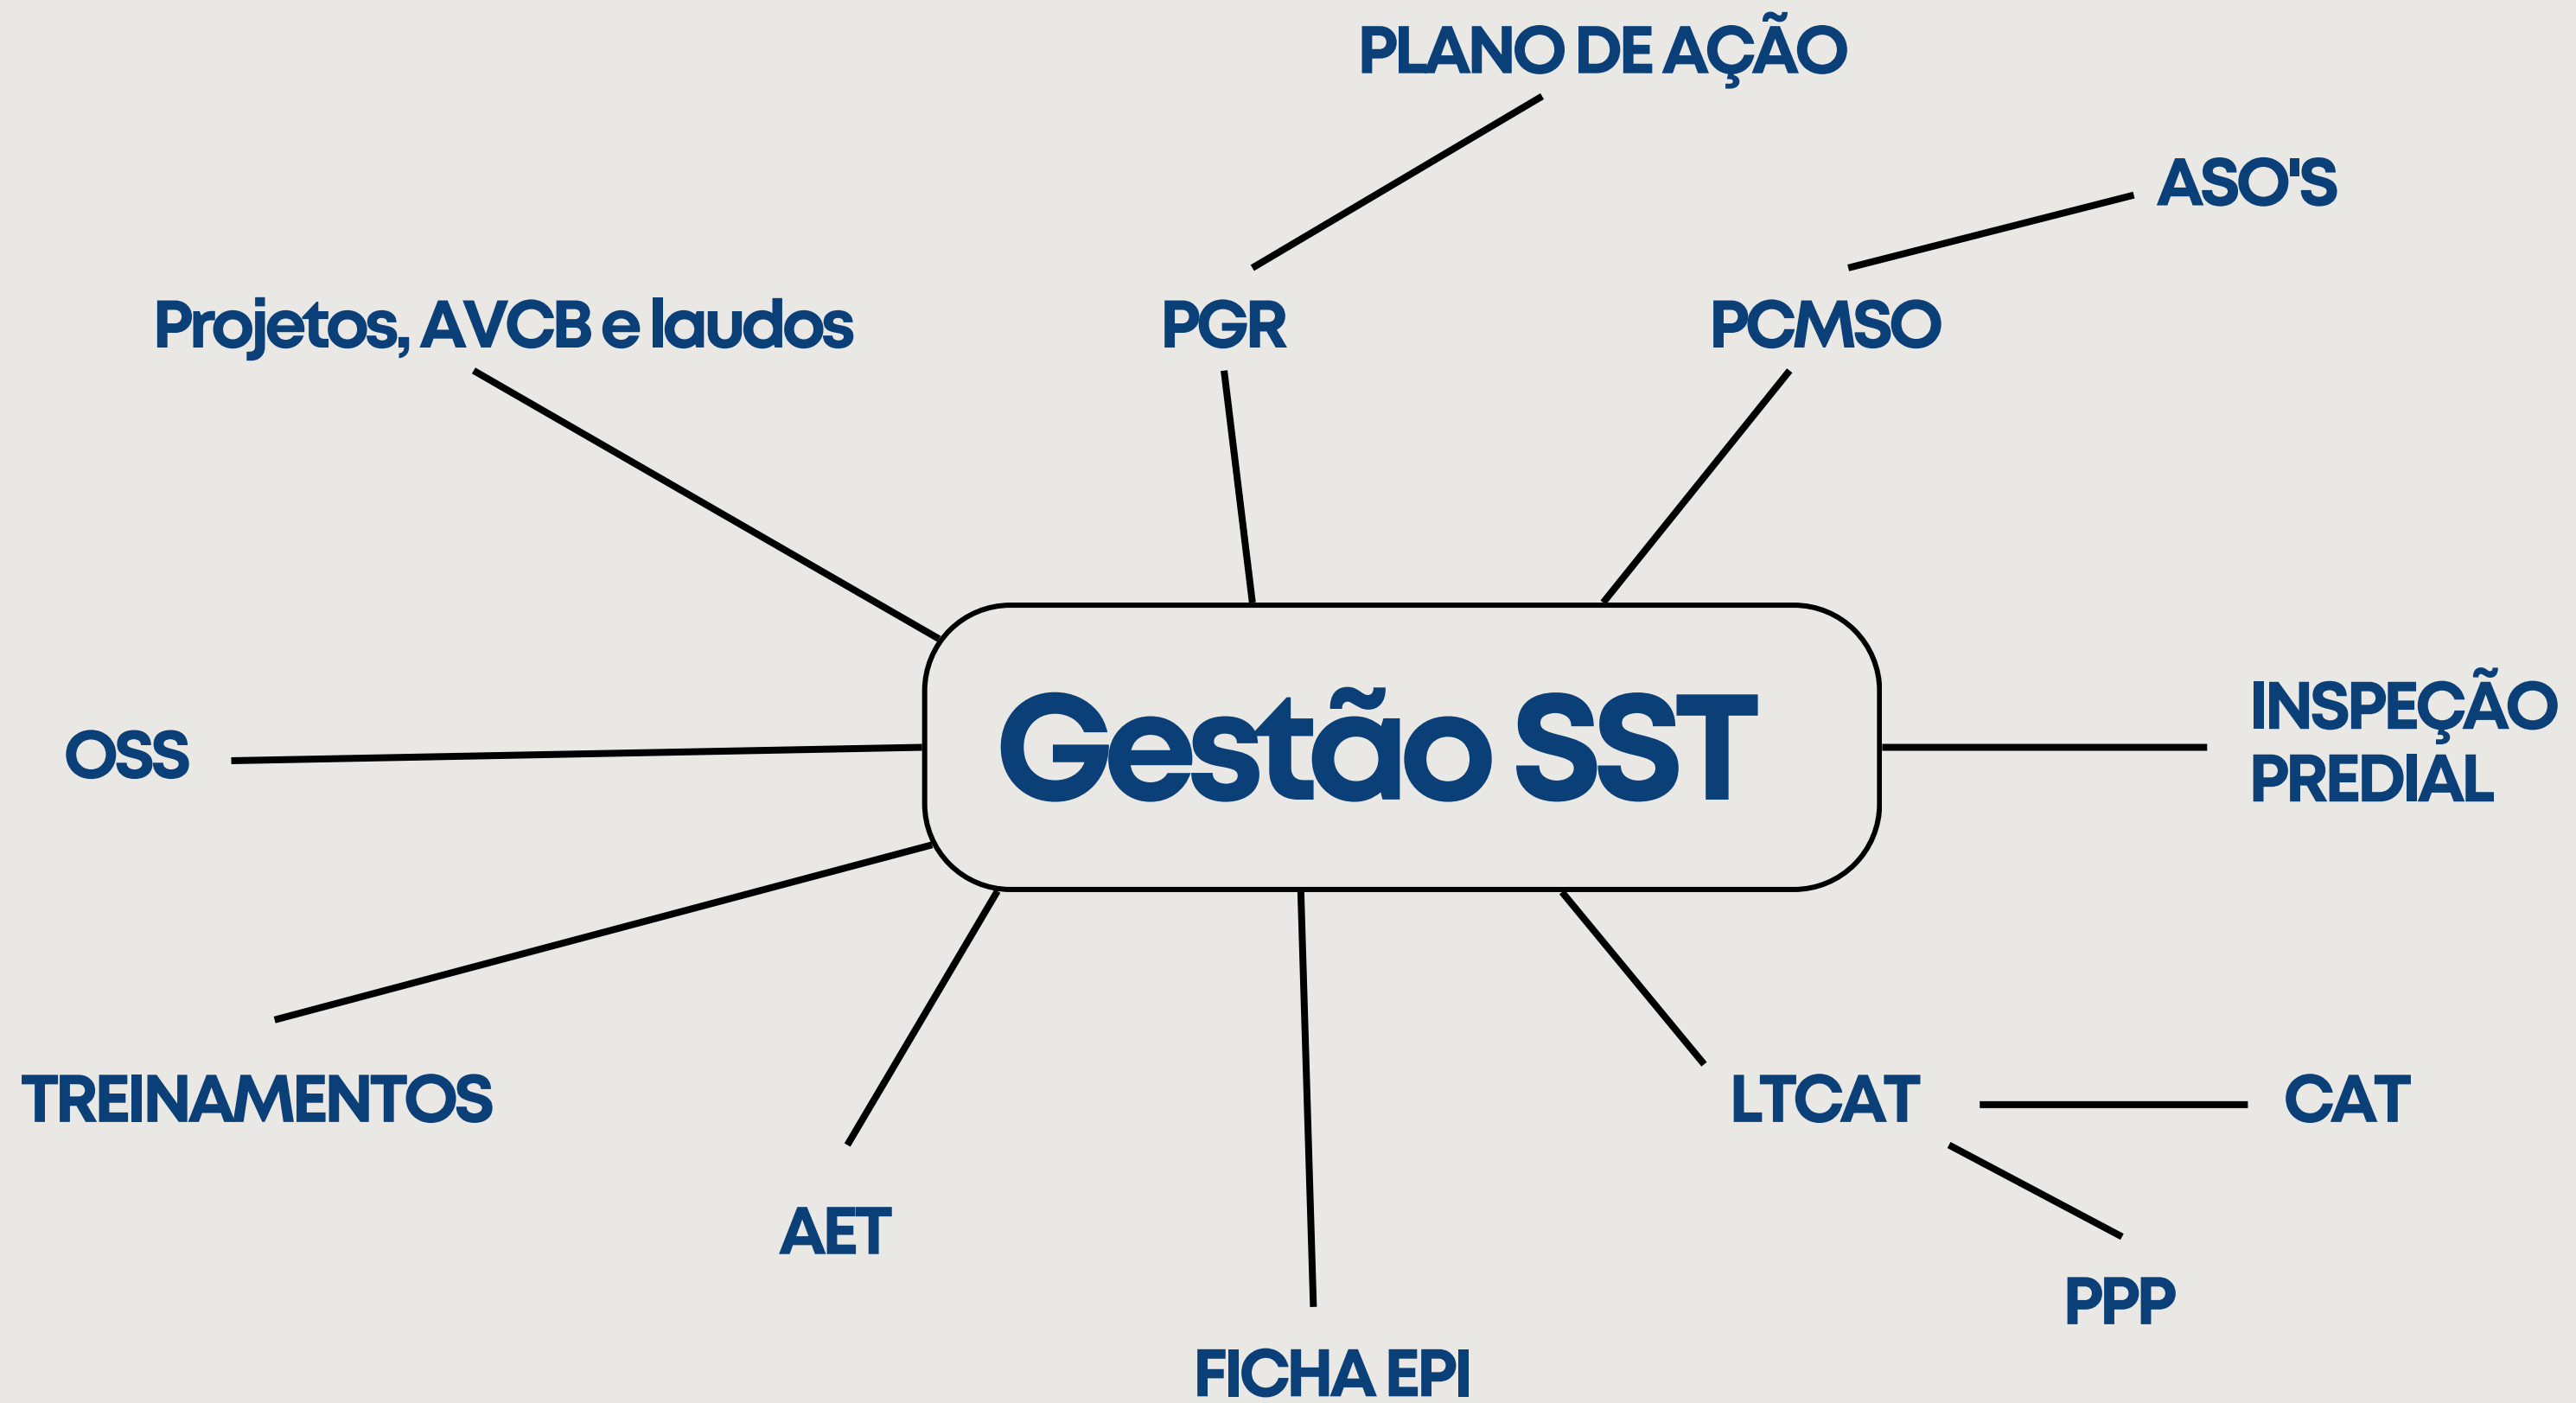 PLANO DE AÇÃO
ASO'S
Projetos, AVCB e laudos
PGR
PCMSO
Gestão SST
INSPEÇÃO
PREDIAL
OSS
TREINAMENTOS
LTCAT
CAT
AET
PPP
FICHA EPI